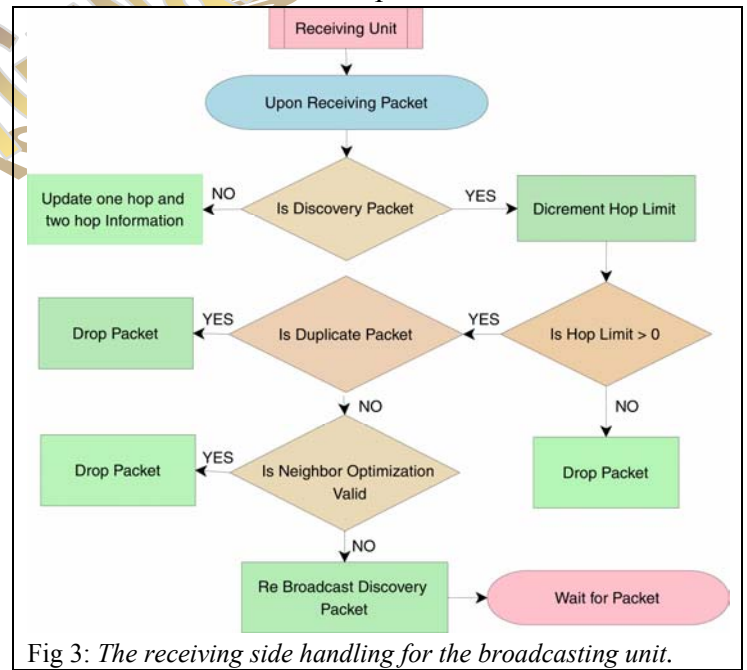 Receiving Unit
Upon Receiving Packet
Is Discovery Packet
NO
YES
Update one hop and
two hop Information
Dicrement Hop Limit
Is Hop Limit > 0
YES
Is Duplicate Packet
YES
Drop Packet
NO
NO
Drop Packet
Is Neighbor Optimization
Valid
YES
Drop Packet
NO
Re Broadcast Discovery
Packet
Wait for Packet
Fig 3: The receiving side handling for the broadcasting unit.